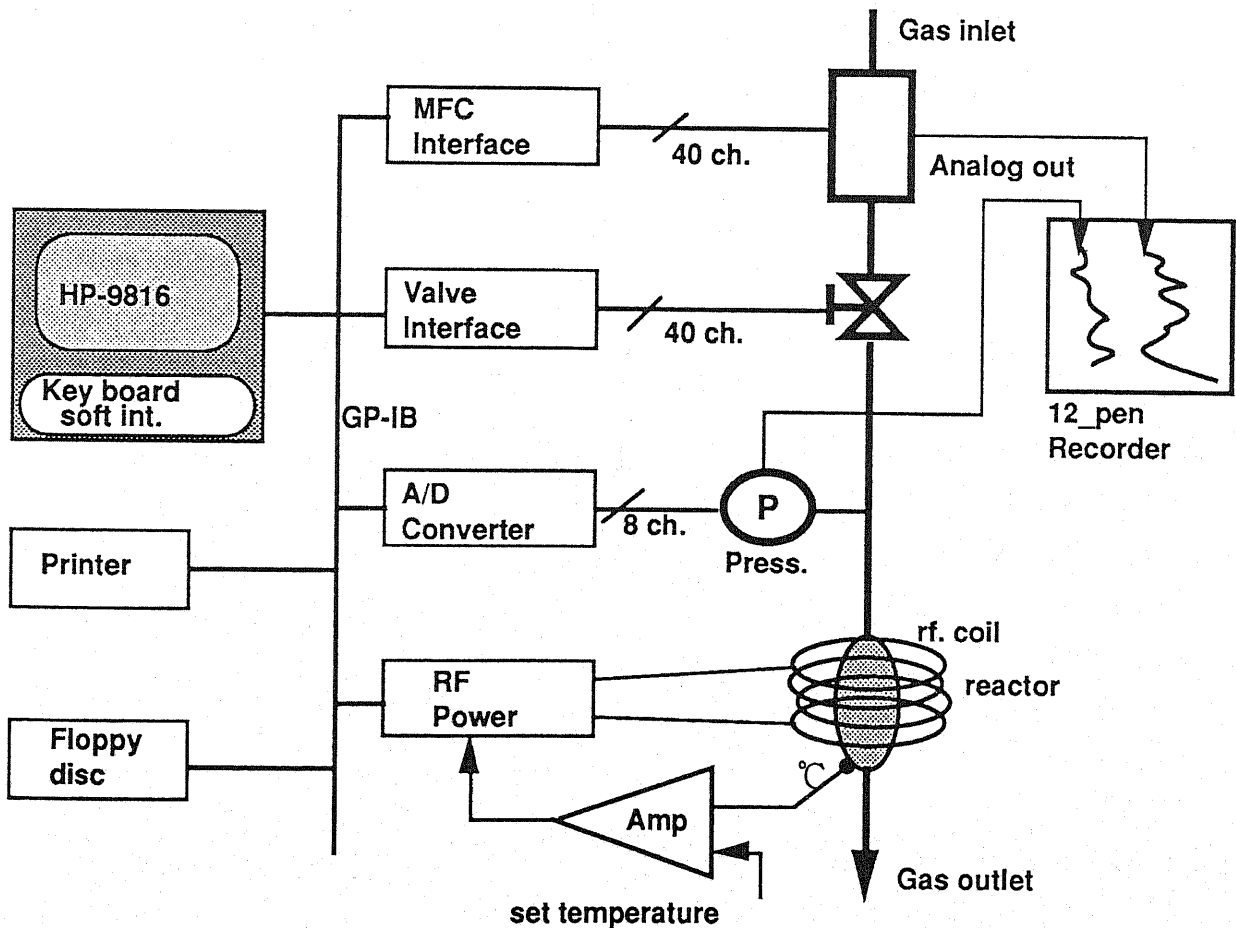 Gas inlet
MFC
Interface
40 ch.
Analog out
HP-9816
Key board
soft int.
Valve
Interface
40 ch.
12_pen
Recorder
GP-IB
A/D
Converter
8 ch.
P
Press.
Printer
rf. coil
reactor
RF
Power
Floppy
disc
°C
Amp
Gas outlet
set temperature